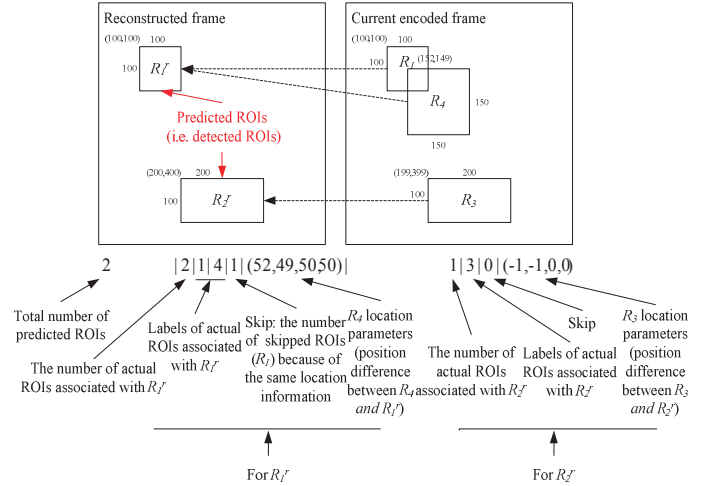 Reconstructed frame
Current encoded frame
(100,100) 100
100 R₁ʳ
(100,100) 100
100 R₁ (152,149)
R₄ 150
150
Predicted ROIs
(i.e. detected ROIs)
(200,400) 200
100 R₂ʳ
(199,399) 200
100 R₃
2 |2|1|4|1|(52,49,50,50)| 1|3|0|(-1,-1,0,0)
Total number of
predicted ROIs
The number of actual
ROIs associated with R₁ʳ
Labels of actual
ROIs associated
with R₁ʳ
Skip: the number
of skipped ROIs
(R₁) because of
the same location
information
R₄ location
parameters
(position
difference
between R₄
and R₁ʳ)
The number of
actual ROIs
associated with R₂ʳ
Labels of actual
ROIs associated
with R₂ʳ
Skip
R₃ location
parameters
(position
difference
between R₃
and R₂ʳ)
For R₁ʳ
For R₂ʳ